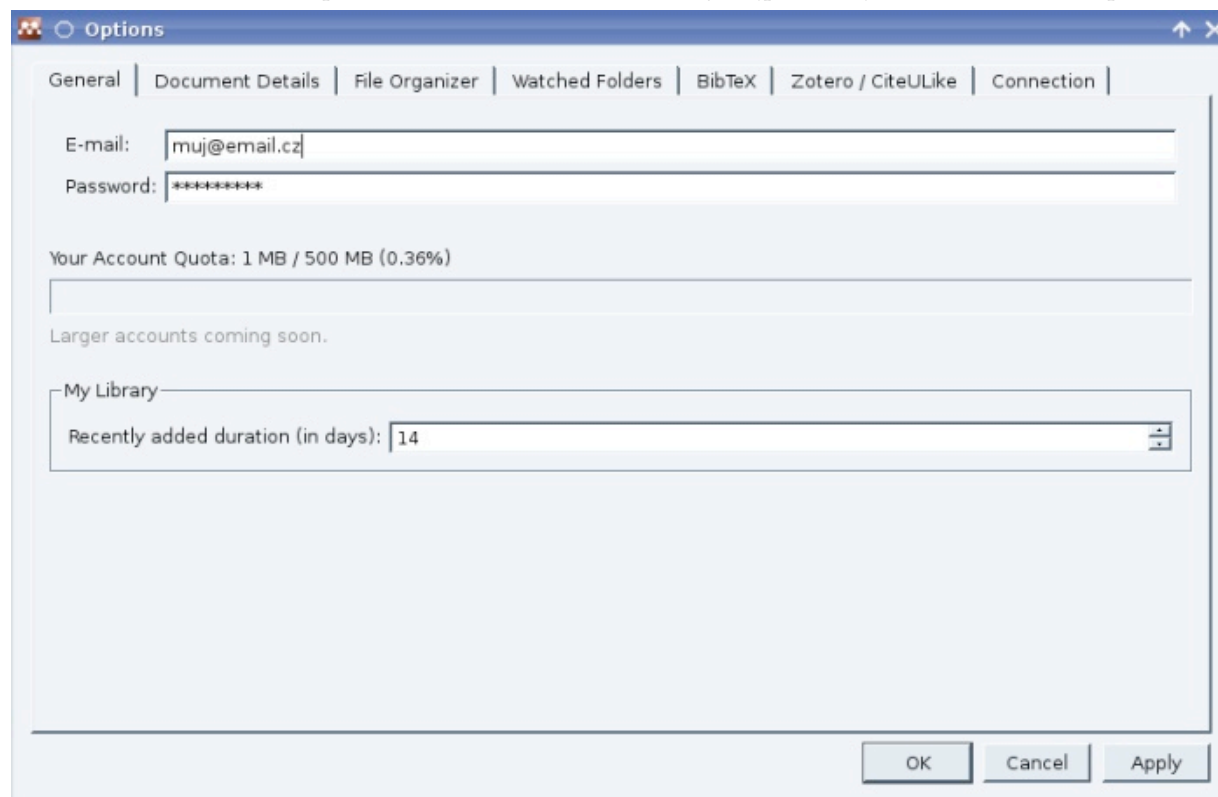 Options
General Document Details File Organizer Watched Folders BibTeX Zotero / CiteULike Connection
E-mail: muj@email.cz
Password: *********
Your Account Quota: 1 MB / 500 MB (0.36%)
Larger accounts coming soon.
My Library
Recently added duration (in days): 14
OK Cancel Apply